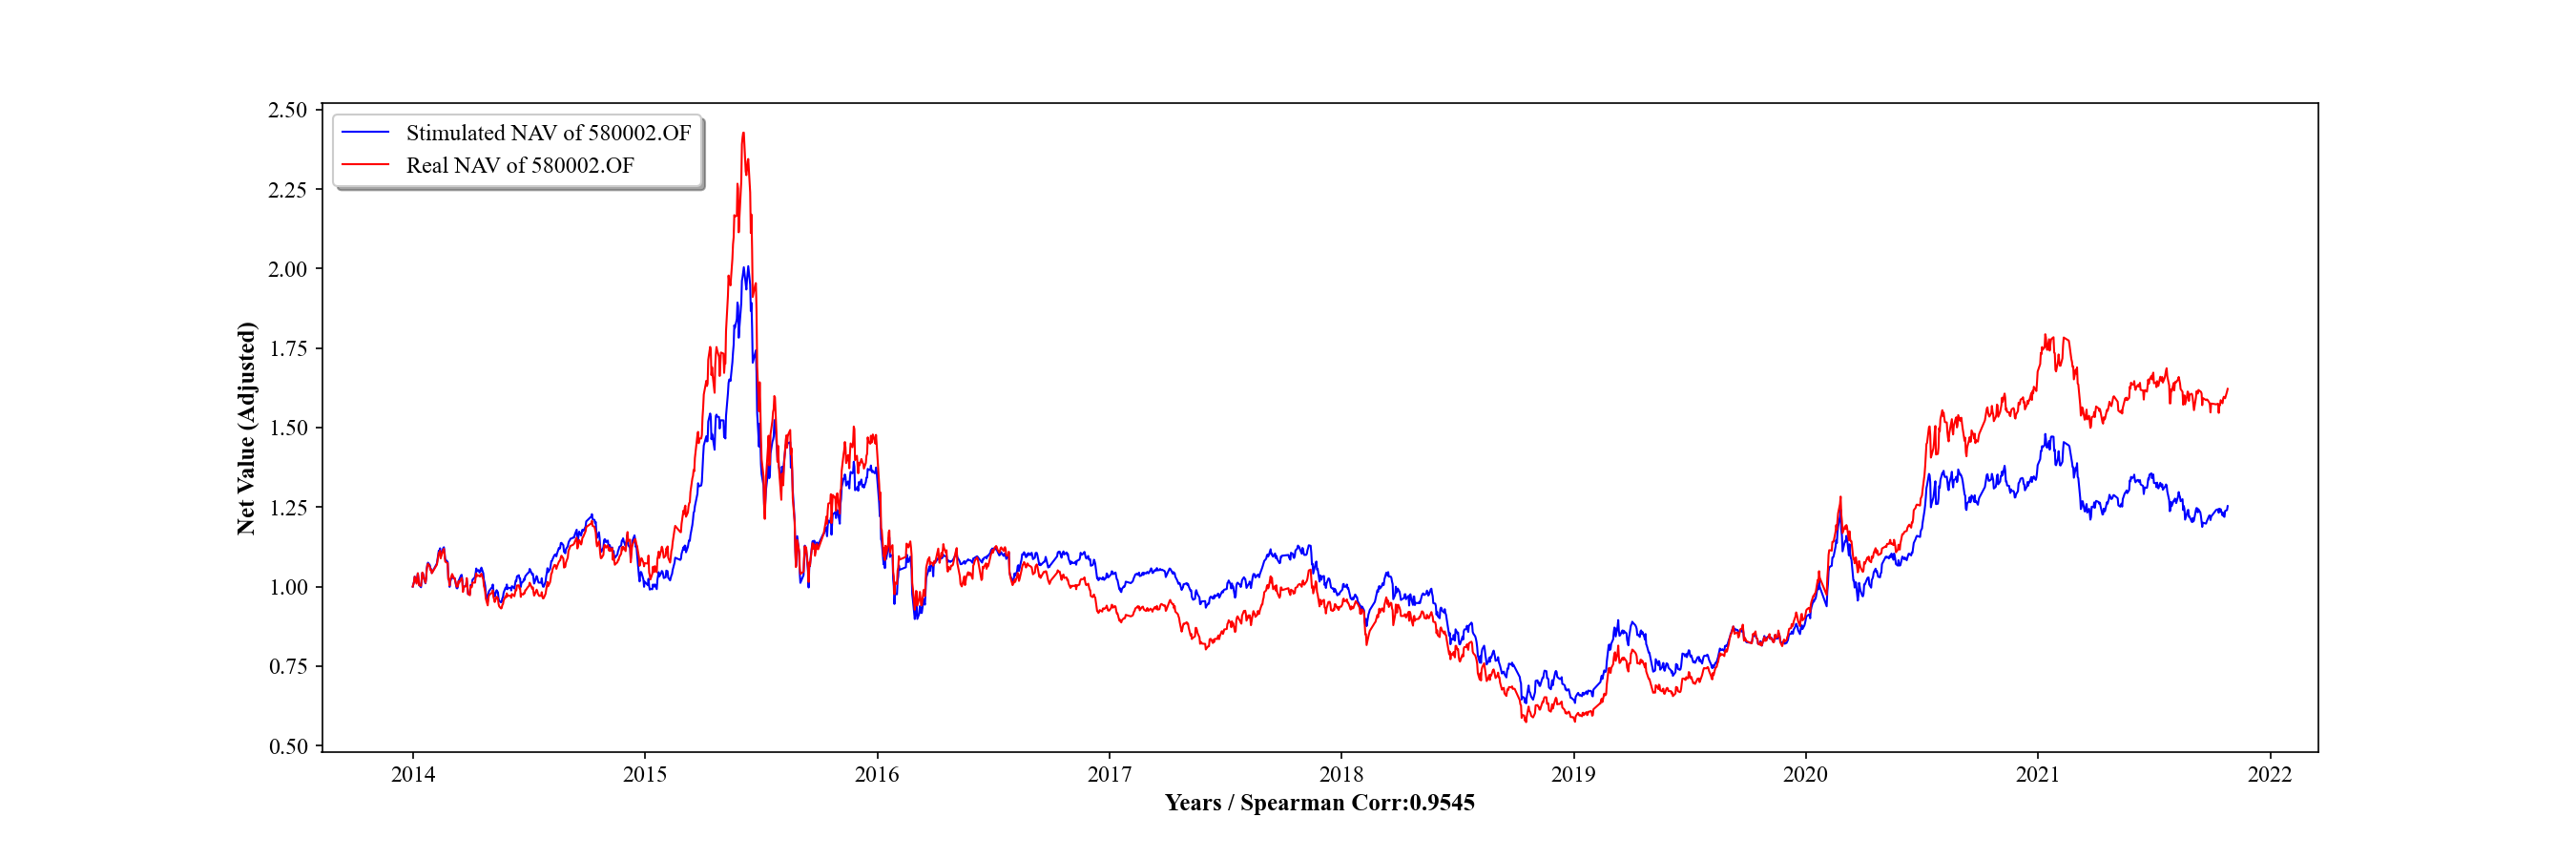 Stimulated NAV of 580002.OF
Real NAV of 580002.OF
2.50
2.25
2.00
1.75
1.50
1.25
1.00
0.75
0.50
Net Value (Adjusted)
2014 2015 2016 2017 2018 2019 2020 2021 2022
Years / Spearman Corr:0.9545